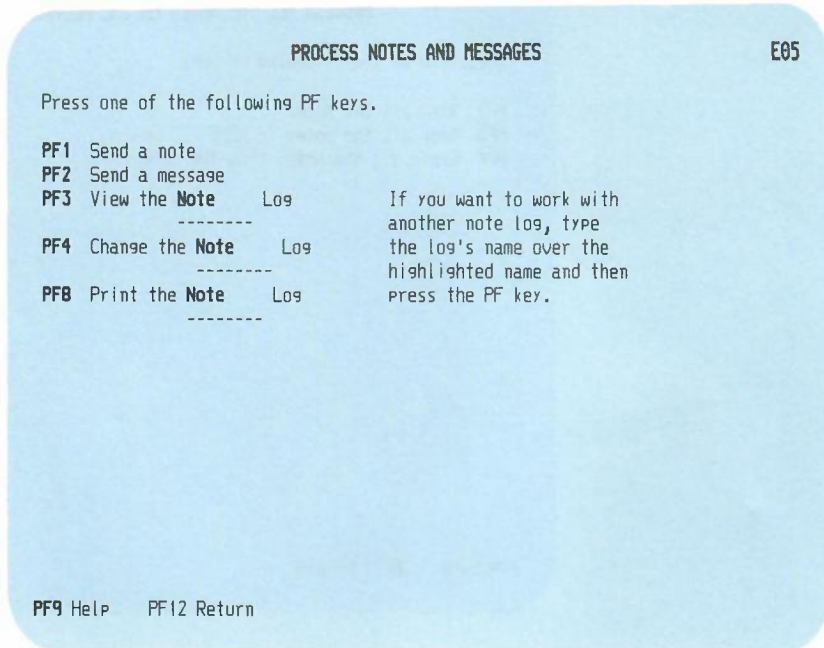 PROCESS NOTES AND MESSAGES E05
Press one of the following PF keys.
PF1 Send a note
PF2 Send a message
PF3 View the Note Log If you want to work with
-------- another note log, type
PF4 Change the Note Log the log's name over the
-------- highlighted name and then
PF8 Print the Note Log press the PF key.
--------
PF9 Help PF12 Return